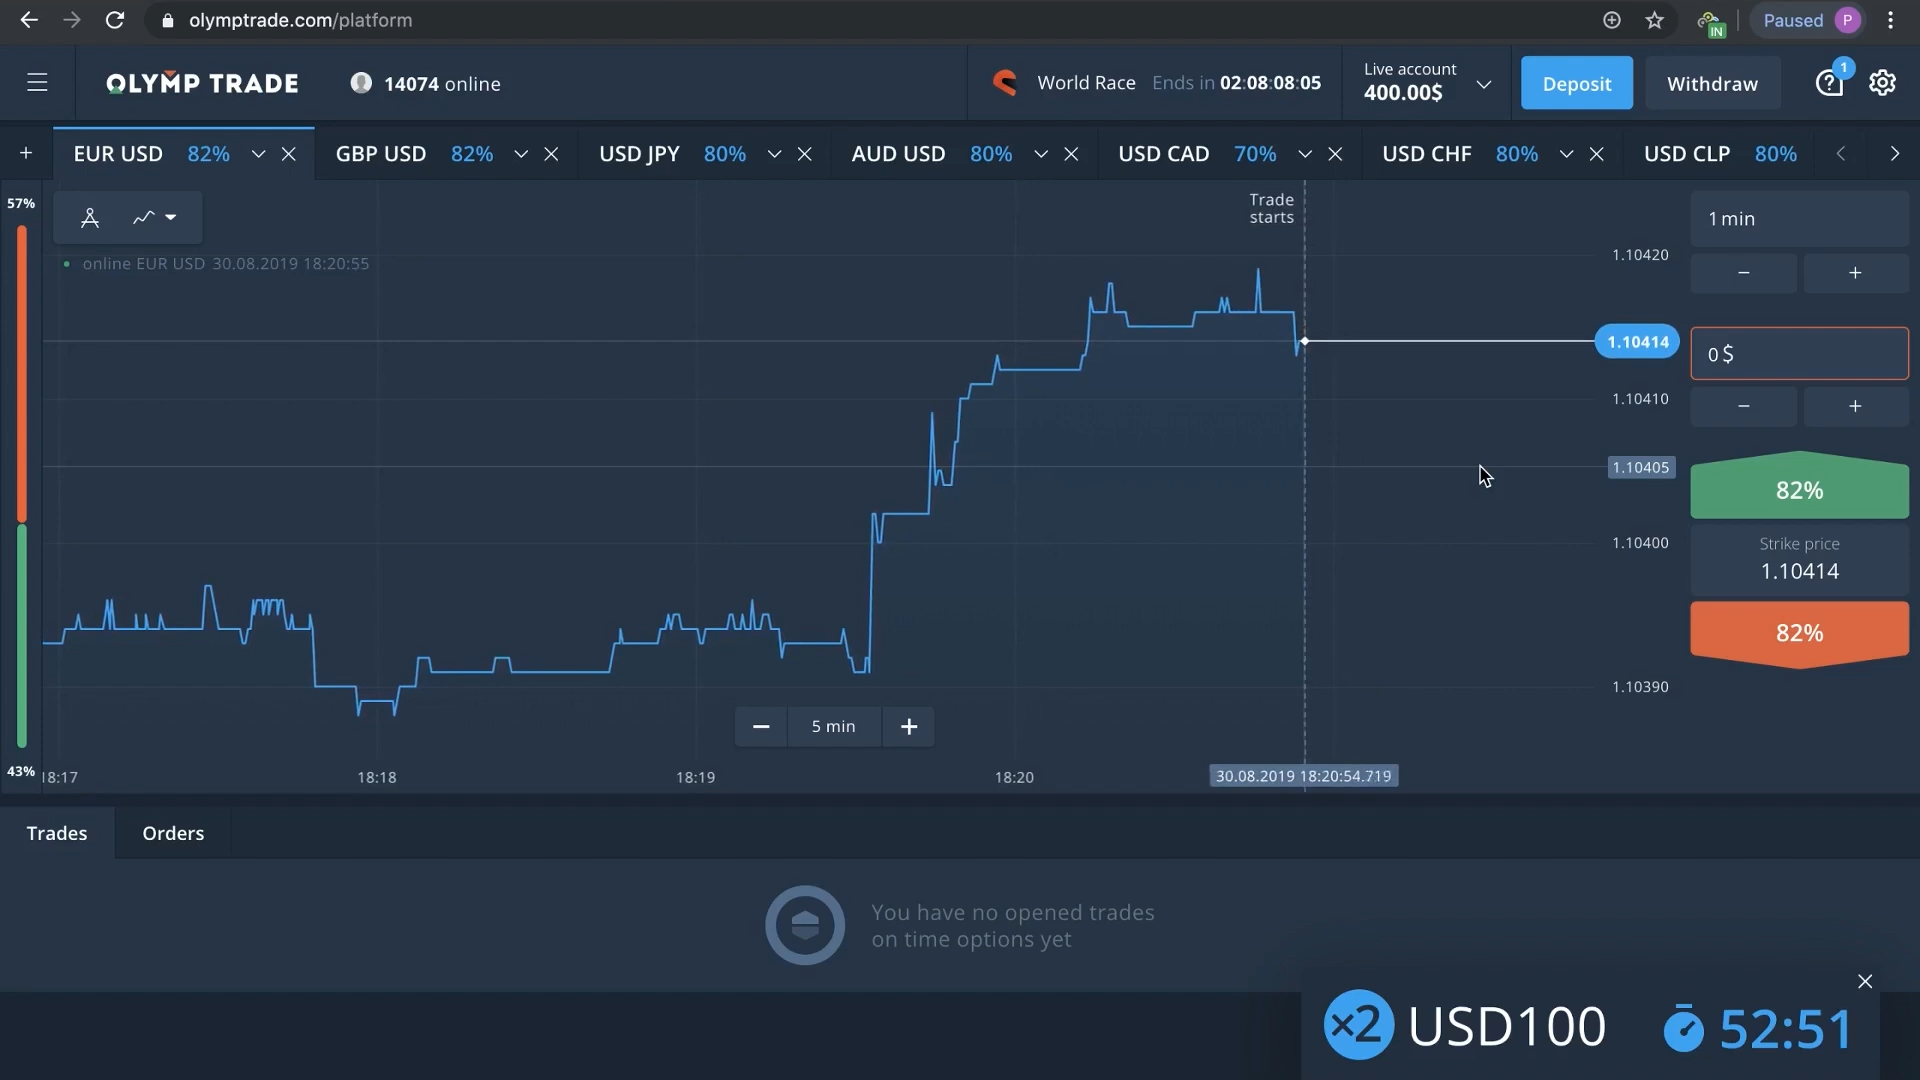 olymptrade.com/platform
IN
Paused P
OLYMP TRADE
14074 online
World Race Ends in 02:08:08:05
Live account
400.00$
Deposit
Withdraw
1
EUR USD 82%
GBP USD 82%
USD JPY 80%
AUD USD 80%
USD CAD 70%
USD CHF 80%
USD CLP 80%
57%
online EUR USD 30.08.2019 18:20:55
Trade
starts
1.10420
1.10414
1.10410
1.10405
1.10400
1.10390
1 min
− +
0 $
− +
82%
Strike price
1.10414
82%
− 5 min +
43%
18:17 18:18 18:19 18:20 30.08.2019 18:20:54.719
Trades Orders
You have no opened trades
on time options yet
×2 USD100 52:51